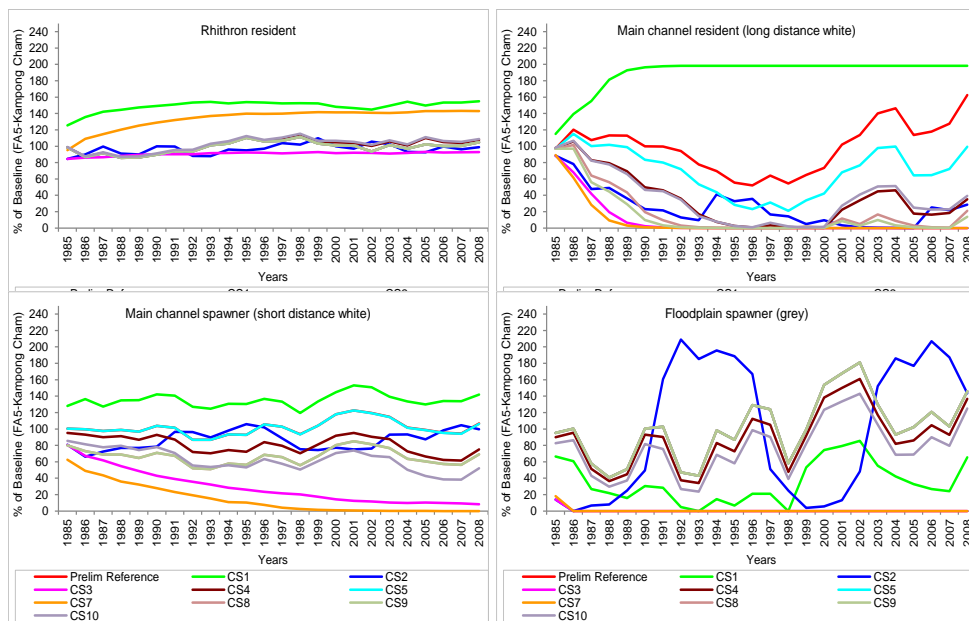 Rhithron resident
% of Baseline (FA5-Kampong Cham)
240
220
200
180
160
140
120
100
80
60
40
20
0
1985 1986 1987 1988 1989 1990 1991 1992 1993 1994 1995 1996 1997 1998 1999 2000 2001 2002 2003 2004 2005 2006 2007 2008
Years
Main channel resident (long distance white)
% of Baseline (FA5-Kampong Cham)
240
220
200
180
160
140
120
100
80
60
40
20
0
1985 1986 1987 1988 1989 1990 1991 1992 1993 1994 1995 1996 1997 1998 1999 2000 2001 2002 2003 2004 2005 2006 2007 2008
Years
Main channel spawner (short distance white)
% of Baseline (FA5-Kampong Cham)
240
220
200
180
160
140
120
100
80
60
40
20
0
1985 1986 1987 1988 1989 1990 1991 1992 1993 1994 1995 1996 1997 1998 1999 2000 2001 2002 2003 2004 2005 2006 2007 2008
Years
Prelim Reference CS1 CS2
CS3 CS4 CS5
CS7 CS8 CS9
CS10
Floodplain spawner (grey)
% of Baseline (FA5-Kampong Cham)
240
220
200
180
160
140
120
100
80
60
40
20
0
1985 1986 1987 1988 1989 1990 1991 1992 1993 1994 1995 1996 1997 1998 1999 2000 2001 2002 2003 2004 2005 2006 2007 2008
Years
Prelim Reference CS1 CS2
CS3 CS4 CS5
CS7 CS8 CS9
CS10